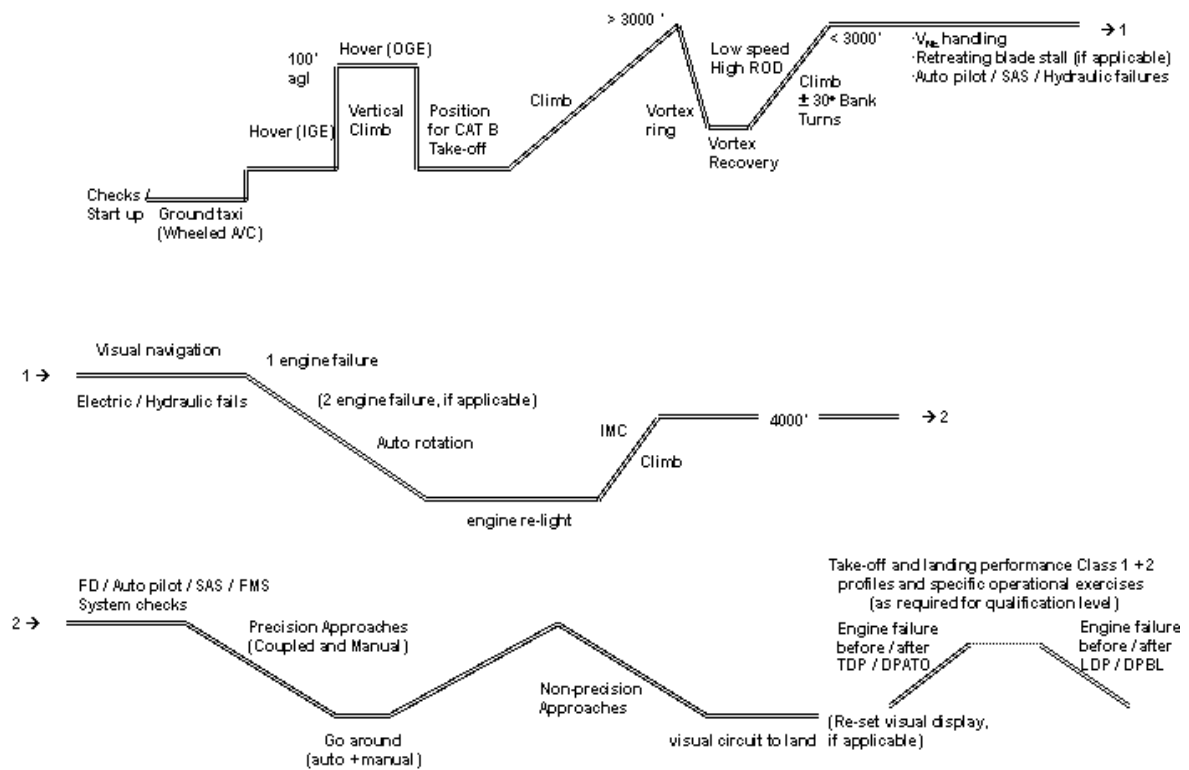 Checks /
Start up
Ground taxi
(Wheeled A/C)
Hover (IGE)
100'
agl
Hover (OGE)
Vertical
Climb
Position
for CAT B
Take-off
Climb
> 3000 '
Vortex
ring
Low speed
High ROD
Vortex
Recovery
< 3000'
Climb
± 30° Bank
Turns
·VNE handling
·Retreating blade stall (if applicable)
·Auto pilot / SAS / Hydraulic failures
→ 1
1 →
Visual navigation
Electric / Hydraulic fails
1 engine failure
(2 engine failure, if applicable)
Auto rotation
engine re-light
IMC
Climb
4000'
→ 2
2 →
FD / Auto pilot / SAS / FMS
System checks
Precision Approaches
(Coupled and Manual)
Go around
(auto + manual)
Non-precision
Approaches
visual circuit to land
(Re-set visual display,
if applicable)
Take-off and landing performance Class 1 + 2
profiles and specific operational exercises
(as required for qualification level)
Engine failure
before / after
TDP / DPATO
Engine failure
before / after
LDP / DPBL